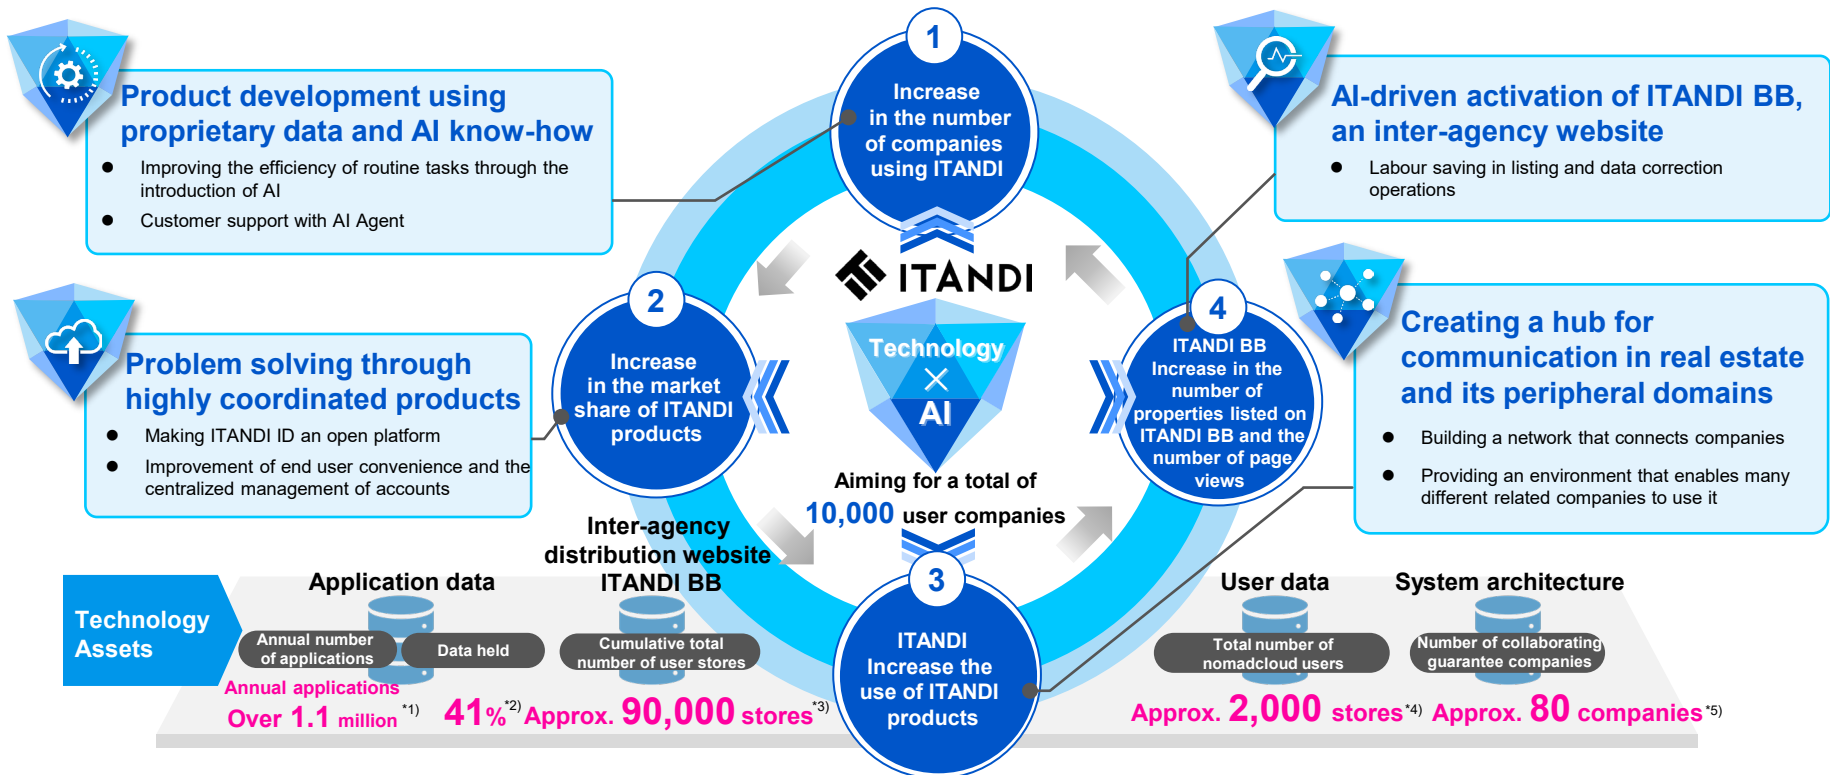 Product development using
proprietary data and AI know-how
● Improving the efficiency of routine tasks through the
introduction of AI
● Customer support with AI Agent
Problem solving through
highly coordinated products
● Making ITANDI ID an open platform
● Improvement of end user convenience and the
centralized management of accounts
1
Increase
in the number
of companies
using ITANDI
2
Increase
in the market
share of ITANDI
products
ITANDI
Technology
×
AI
Aiming for a total of
10,000 user companies
3
ITANDI
Increase the
use of ITANDI
products
4
ITANDI BB
Increase in the
number of
properties listed on
ITANDI BB and the
number of page
views
AI-driven activation of ITANDI BB,
an inter-agency website
● Labour saving in listing and data correction
operations
Creating a hub for
communication in real estate
and its peripheral domains
● Building a network that connects companies
● Providing an environment that enables many
different related companies to use it
Technology
Assets
Application data
Annual number
of applications
Annual applications
Over 1.1 million *1)
Data held
41% *2)
Inter-agency
distribution website
ITANDI BB
Cumulative total
number of user stores
Approx. 90,000 stores *3)
User data
Total number of
nomadcloud users
Approx. 2,000 stores *4)
System architecture
Number of collaborating
guarantee companies
Approx. 80 companies *5)